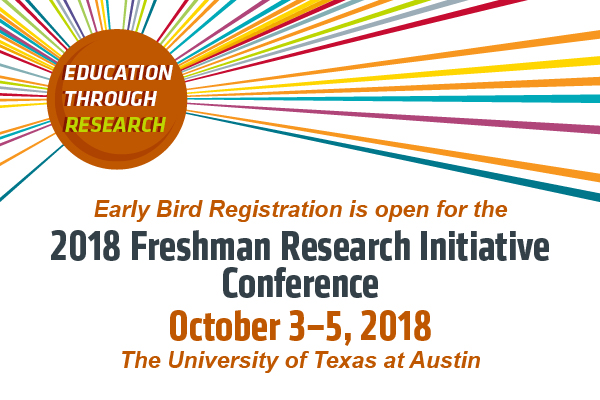 EDUCATION
THROUGH
RESEARCH
Early Bird Registration is open for the
2018 Freshman Research Initiative
Conference
October 3–5, 2018
The University of Texas at Austin